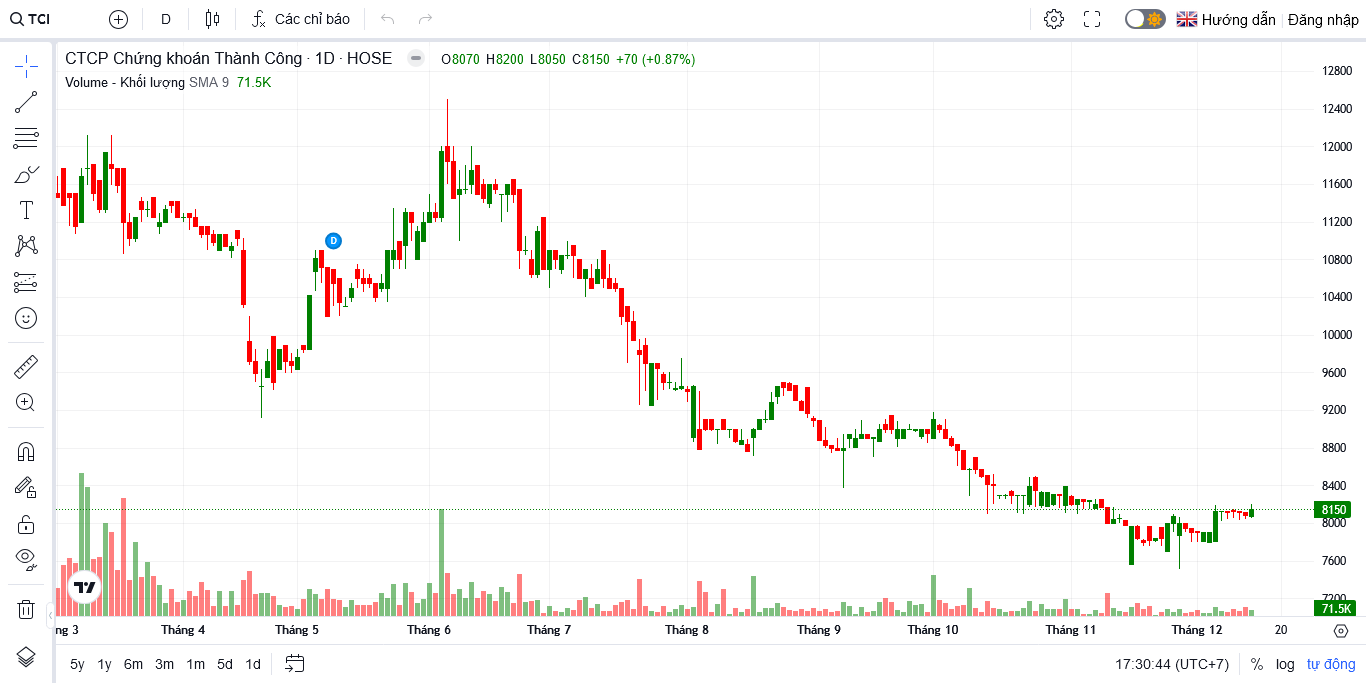 TCI D Các chỉ báo Hướng dẫn Đăng nhập
CTCP Chứng khoán Thành Công · 1D · HOSE O8070 H8200 L8050 C8150 +70 (+0.87%)
Volume - Khối lượng SMA 9 71.5K
12800
12400
12000
11600
11200
D
10800
10400
10000
9600
9200
8800
8400
8150
8000
7600
7200
71.5K
ng 3 Tháng 4 Tháng 5 Tháng 6 Tháng 7 Tháng 8 Tháng 9 Tháng 10 Tháng 11 Tháng 12 20
5y 1y 6m 3m 1m 5d 1d 17:30:44 (UTC+7) % log tự động